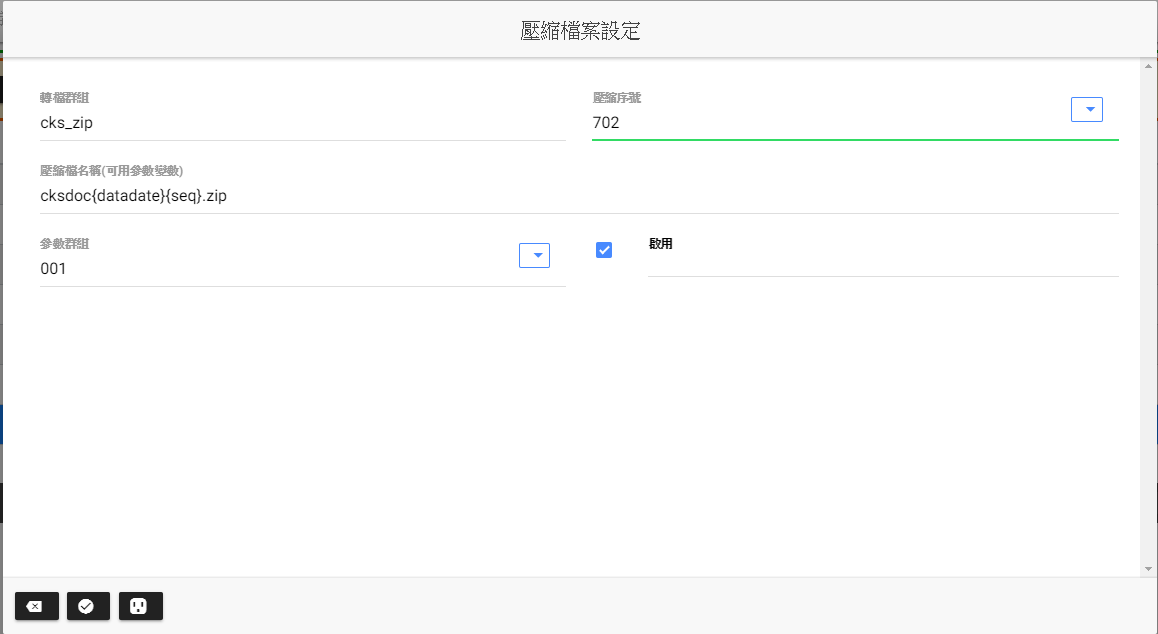 壓縮檔案設定
轉檔群組
壓縮序號
cks_zip
702
壓縮檔名稱(可用參數變數)
cksdoc{datadate}{seq}.zip
參數群組
啟用
001